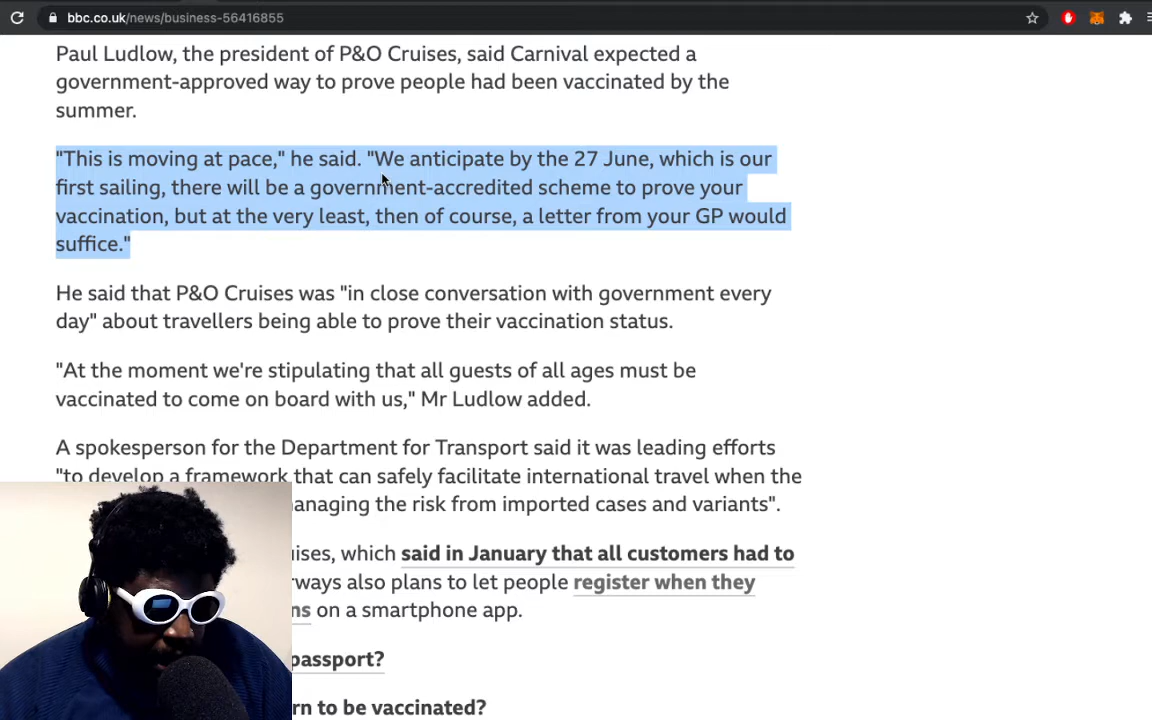 bbc.co.uk/news/business-56416855
Paul Ludlow, the president of P&O Cruises, said Carnival expected a
government-approved way to prove people had been vaccinated by the
summer.
"This is moving at pace," he said. "We anticipate by the 27 June, which is our
first sailing, there will be a government-accredited scheme to prove your
vaccination, but at the very least, then of course, a letter from your GP would
suffice."
He said that P&O Cruises was "in close conversation with government every
day" about travellers being able to prove their vaccination status.
"At the moment we're stipulating that all guests of all ages must be
vaccinated to come on board with us," Mr Ludlow added.
A spokesperson for the Department for Transport said it was leading efforts
"to develop a framework that can safely facilitate international travel when the
anaging the risk from imported cases and variants".
uises, which said in January that all customers had to
rways also plans to let people register when they
ns on a smartphone app.
passport?
rn to be vaccinated?